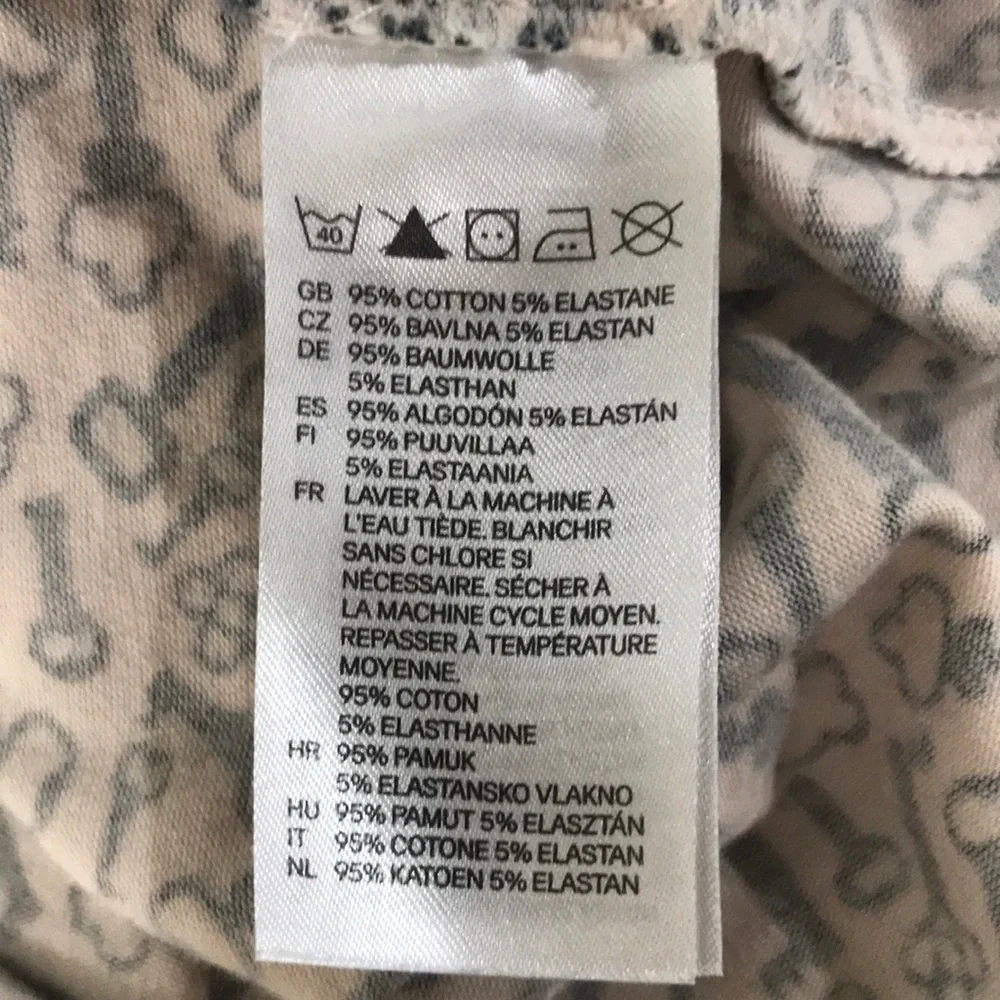 40
GB 95% COTTON 5% ELASTANE
CZ 95% BAVLNA 5% ELASTAN
DE 95% BAUMWOLLE
5% ELASTHAN
ES 95% ALGODÓN 5% ELASTÁN
FI 95% PUUVILLAA
5% ELASTAANIA
FR LAVER À LA MACHINE À
L'EAU TIÈDE. BLANCHIR
SANS CHLORE SI
NÉCESSAIRE. SÉCHER À
LA MACHINE CYCLE MOYEN.
REPASSER À TEMPÉRATURE
MOYENNE.
95% COTON
5% ELASTHANNE
HR 95% PAMUK
5% ELASTANSKO VLAKNO
HU 95% PAMUT 5% ELASZTÁN
IT 95% COTONE 5% ELASTAN
NL 95% KATOEN 5% ELASTAN